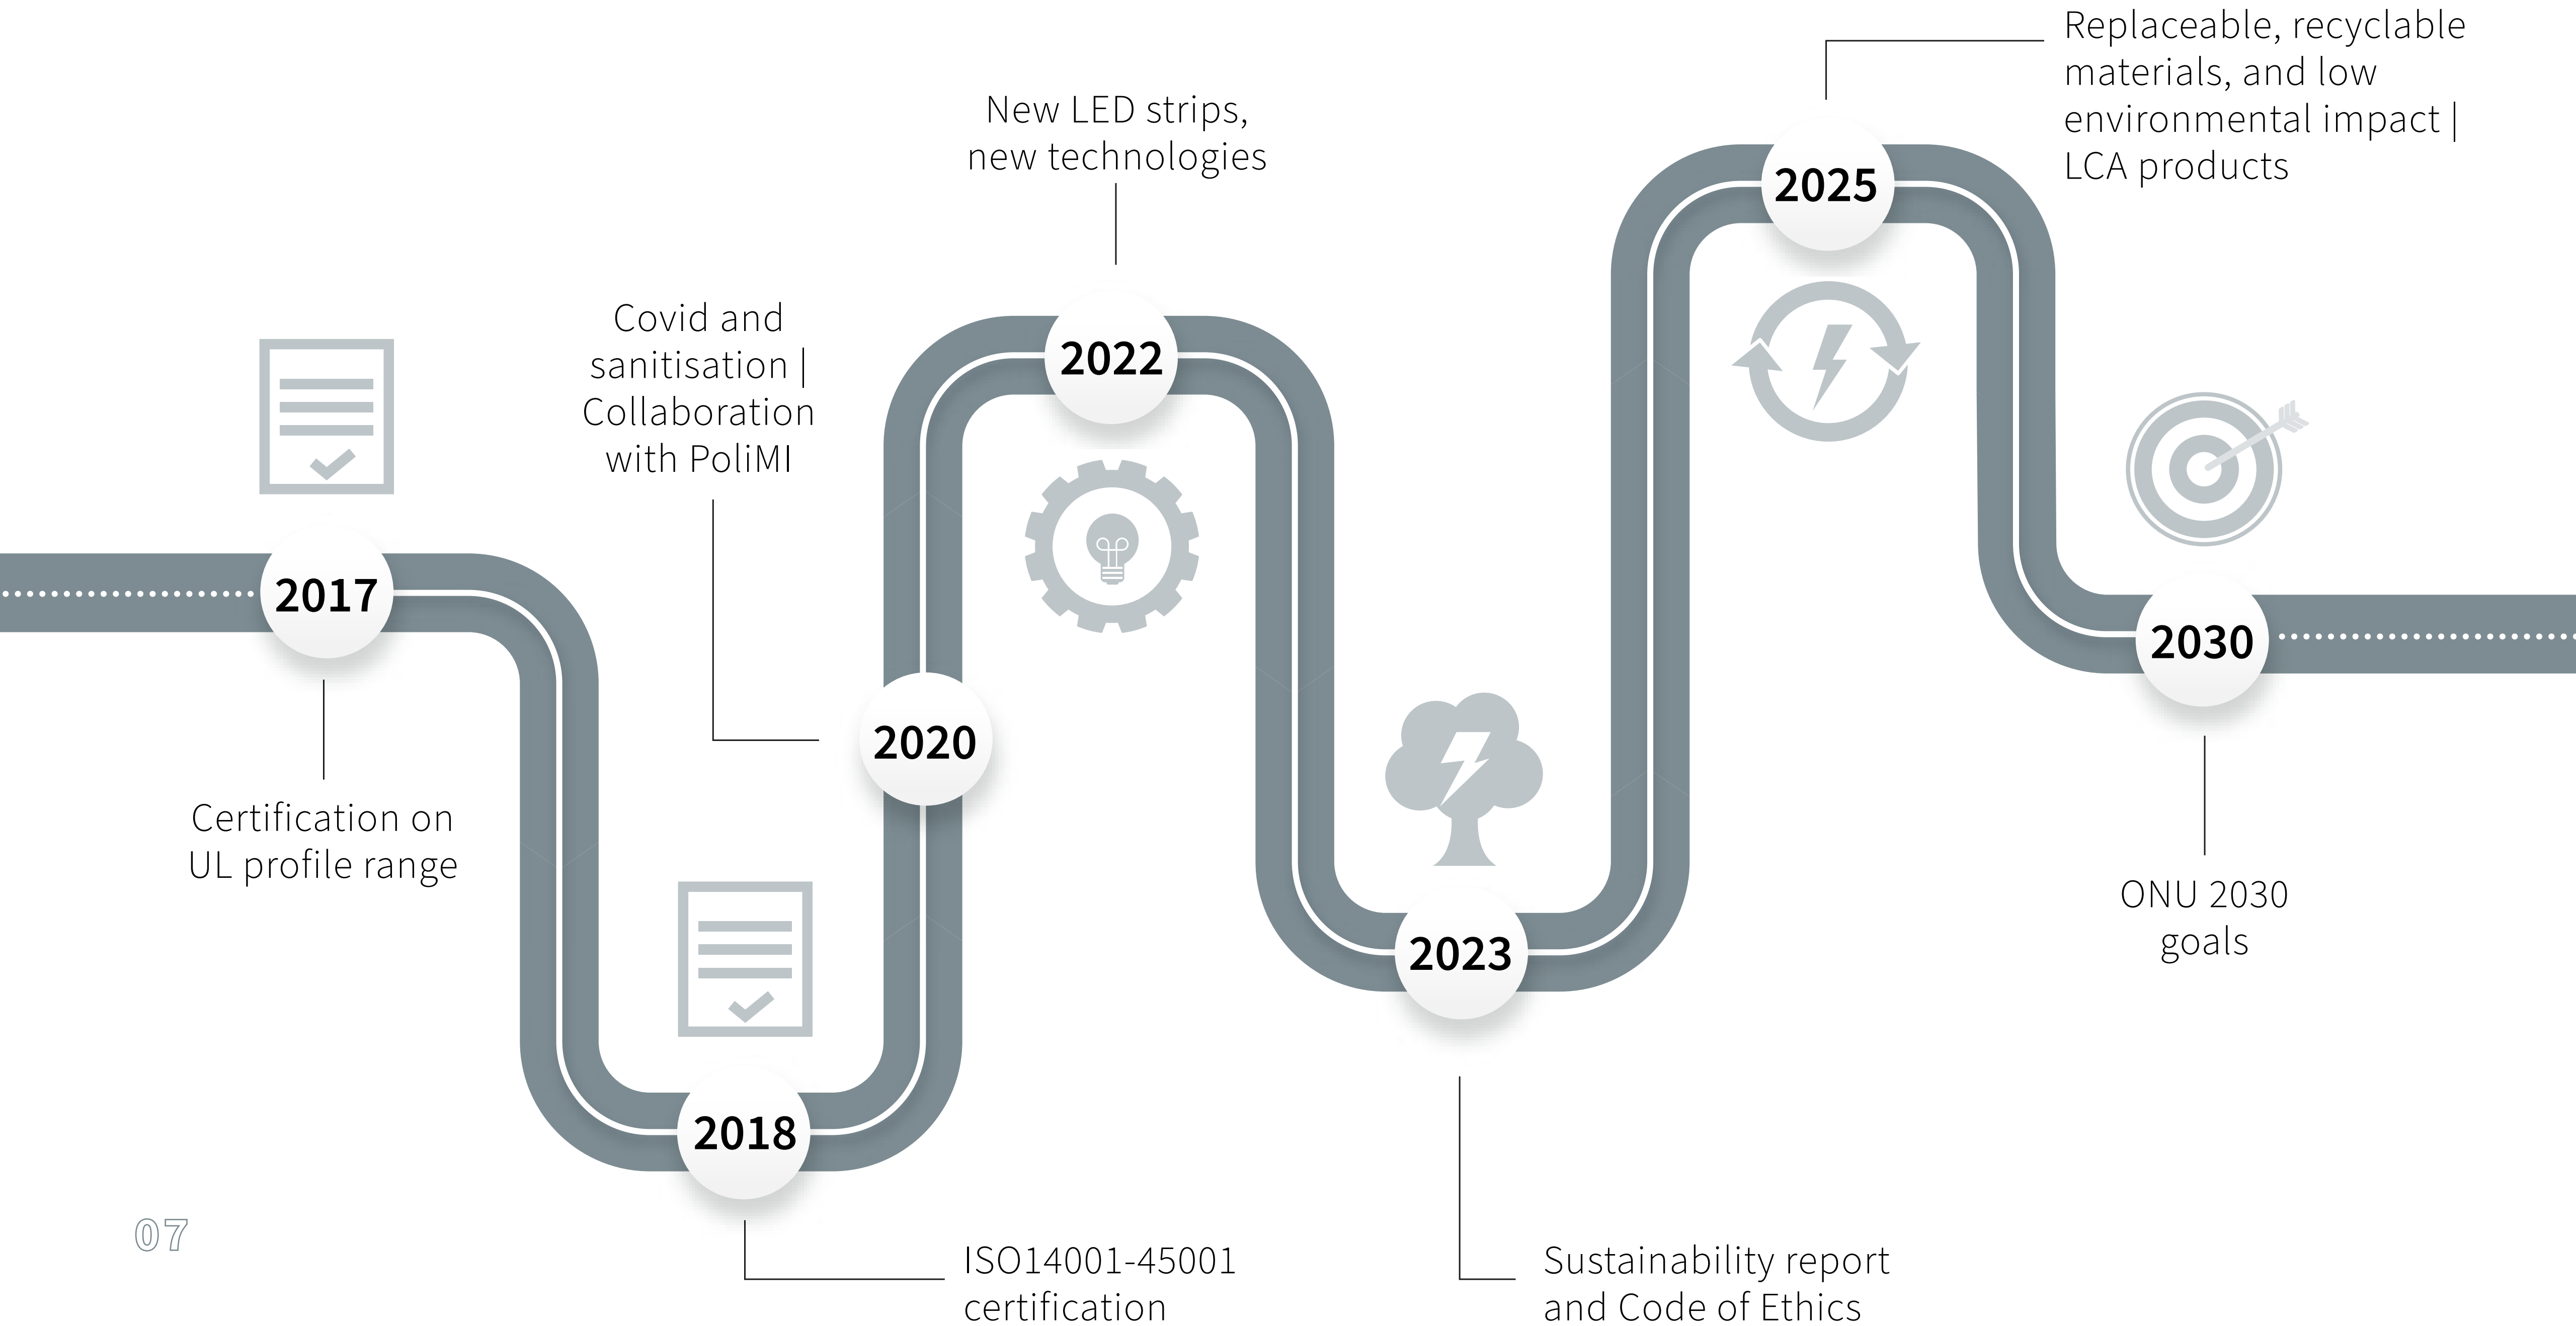 2017
Certification on
UL profile range
2018
ISO14001-45001
certification
2020
Covid and
sanitisation |
Collaboration
with PoliMI
2022
New LED strips,
new technologies
2023
Sustainability report
and Code of Ethics
2025
Replaceable, recyclable
materials, and low
environmental impact |
LCA products
2030
ONU 2030
goals
07